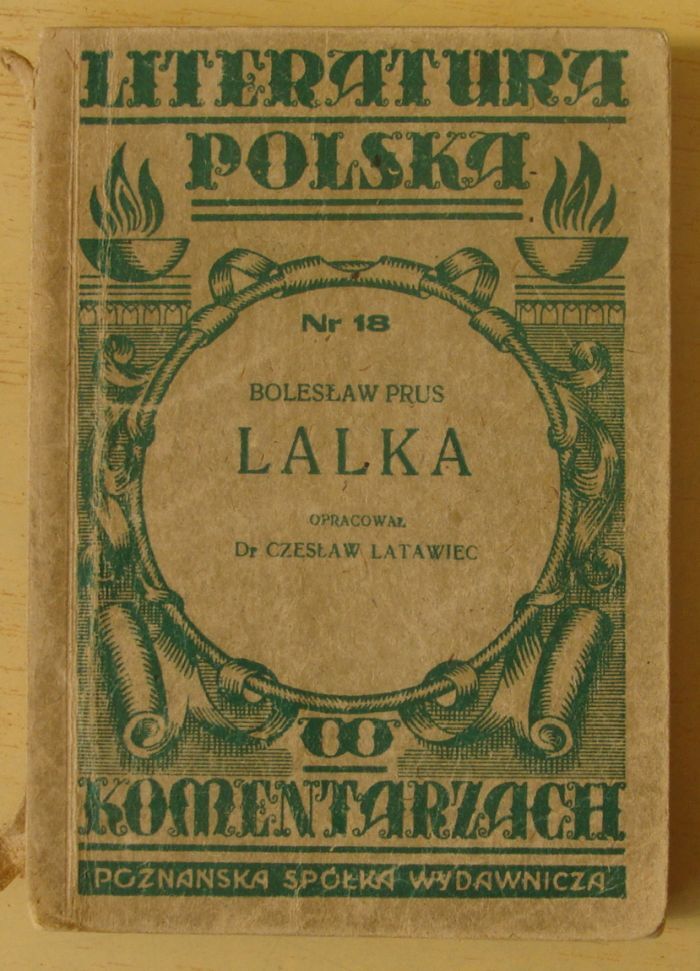 LITERATURA
POLSKA
Nr 18
BOLESŁAW PRUS
LALKA
OPRACOWAŁ
Dr CZESŁAW LATAWIEC
W
KOMENTARZACH
POZNAŃSKA SPÓŁKA WYDAWNICZA